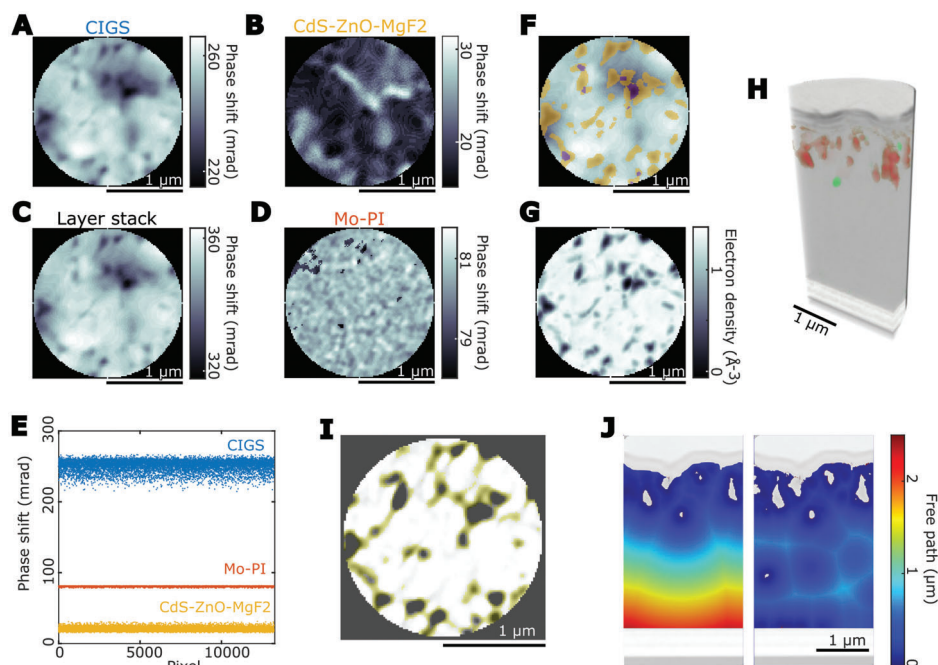 A
CIGS
260
220
Phase shift (mrad)
1 µm
B
CdS-ZnO-MgF2
30
20
Phase shift (mrad)
1 µm
F
1 µm
H
1 µm
C
Layer stack
360
320
Phase shift (mrad)
1 µm
D
Mo-PI
81
79
Phase shift (mrad)
1 µm
G
1
0
Electron density (Å-3)
1 µm
E
300
200
100
0
Phase shift (mrad)
CIGS
Mo-PI
CdS-ZnO-MgF2
0
5000
10000
Pixel
I
1 µm
J
2
1
0
Free path (µm)
1 µm